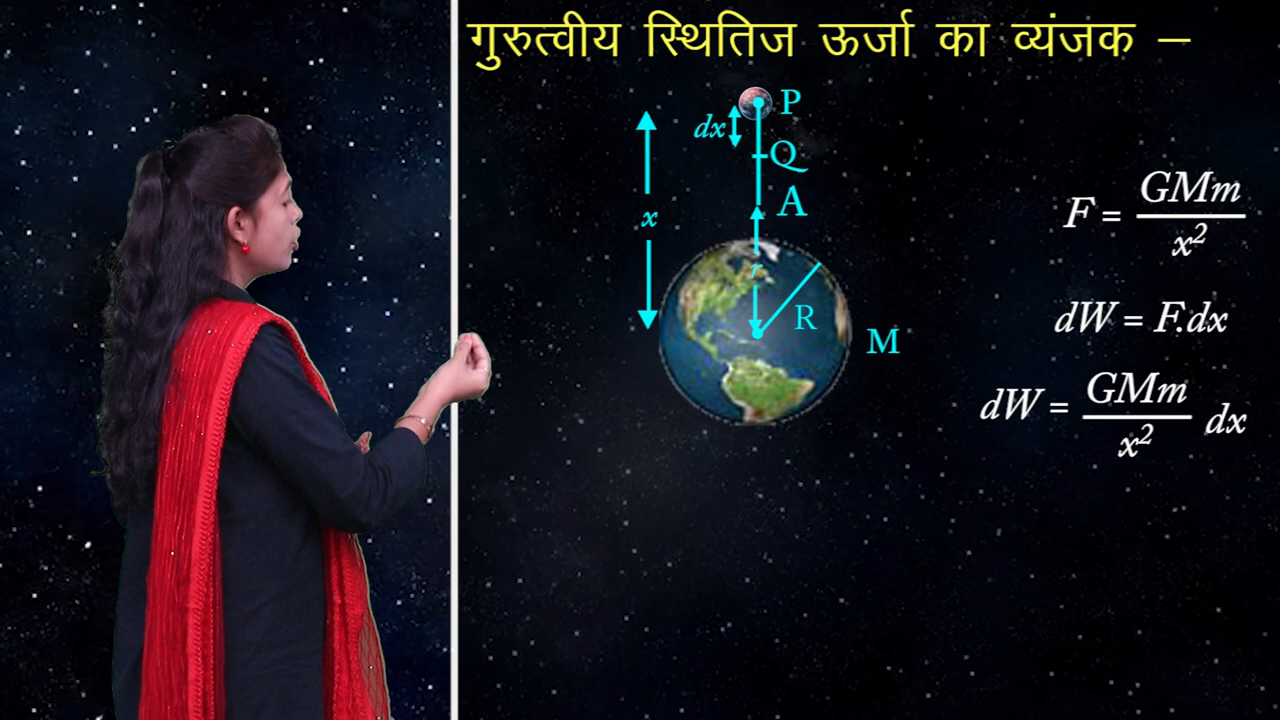 गुरुत्वीय स्थितिज ऊर्जा का व्यंजक –
P
dx
Q
A
x
r
R
M
F = GMm / x²
dW = F.dx
dW = GMm / x² dx